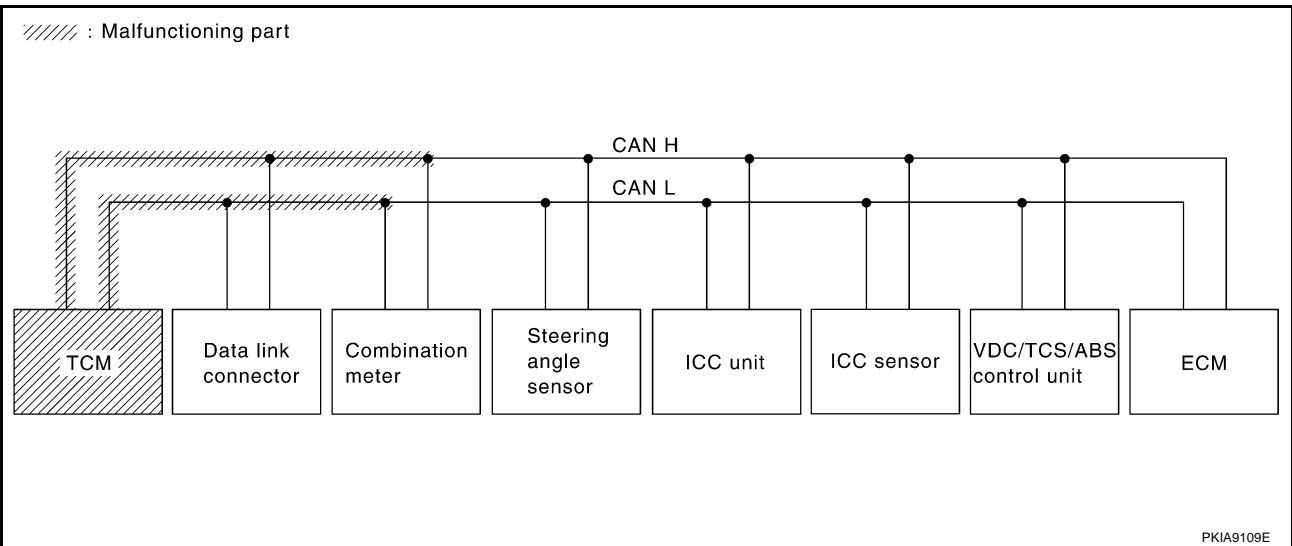 : Malfunctioning part
CAN H
CAN L
TCM
Data link
connector
Combination
meter
Steering
angle
sensor
ICC unit
ICC sensor
VDC/TCS/ABS
control unit
ECM
PKIA9109E